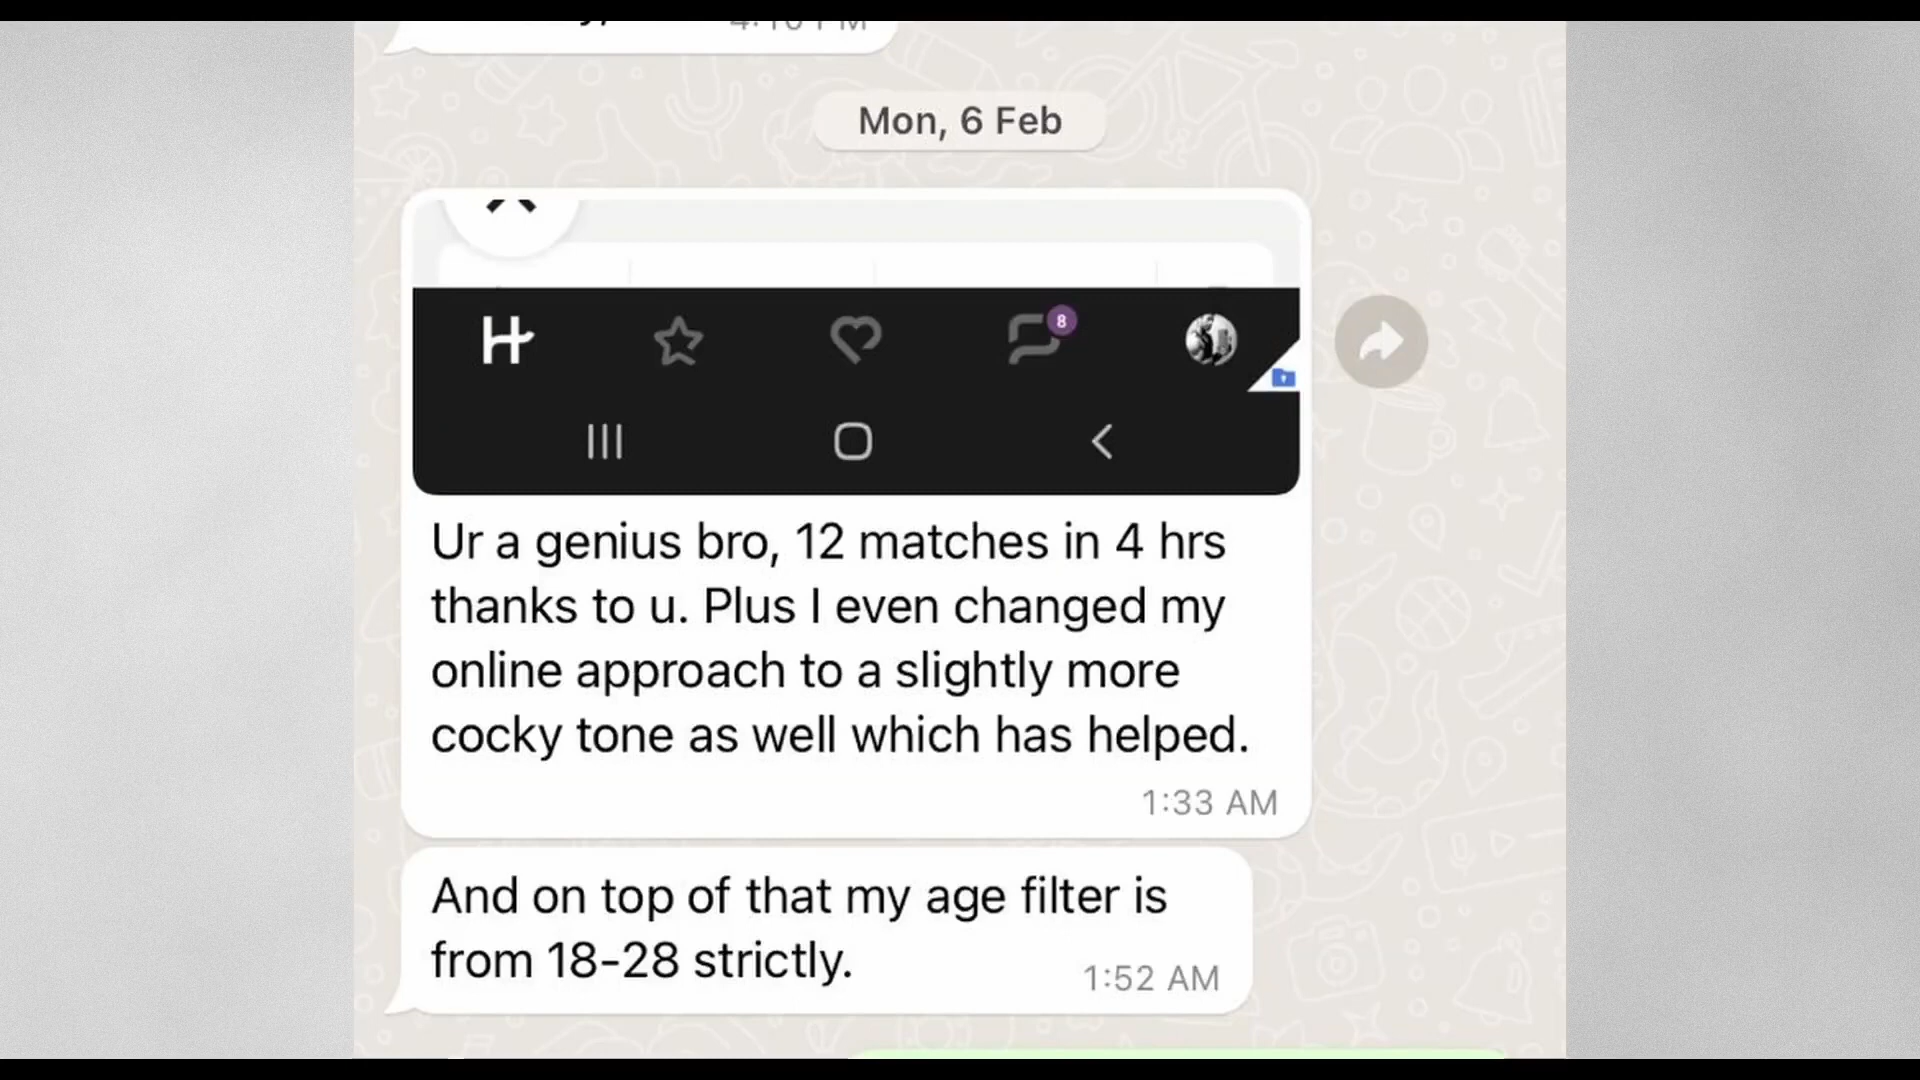 Mon, 6 Feb
8
Ur a genius bro, 12 matches in 4 hrs
thanks to u. Plus I even changed my
online approach to a slightly more
cocky tone as well which has helped.
1:33 AM
And on top of that my age filter is
from 18-28 strictly.
1:52 AM